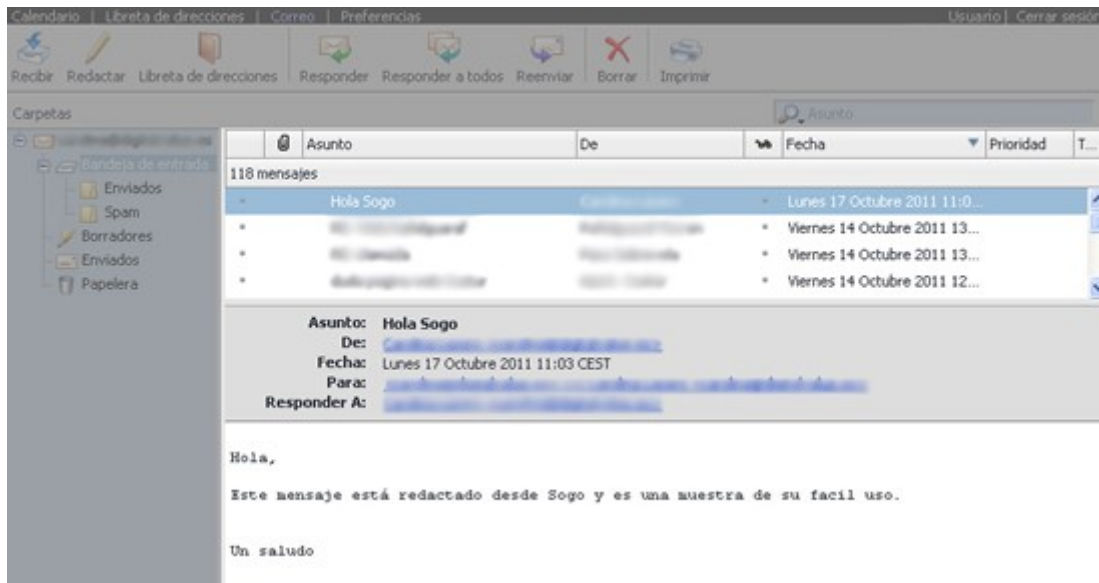 Calendario | Libreta de direcciones | Correo | Preferencias Usuario | Cerrar sesión
Recibir Redactar Libreta de direcciones Responder Responder a todos Reenviar Borrar Imprimir
Carpetas Asunto
Bandeja de entrada
Enviados
Spam
Borradores
Enviados
Papelera
Asunto De Fecha Prioridad T...
118 mensajes
Hola Sogo Lunes 17 Octubre 2011 11:0...
Viernes 14 Octubre 2011 13...
Viernes 14 Octubre 2011 13...
Viernes 14 Octubre 2011 12...
Asunto: Hola Sogo
De:
Fecha: Lunes 17 Octubre 2011 11:03 CEST
Para:
Responder A:
Hola,
Este mensaje está redactado desde Sogo y es una muestra de su facil uso.
Un saludo